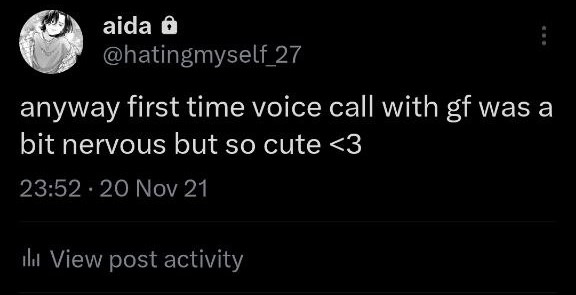 aida
@hatingmyself_27
anyway first time voice call with gf was a
bit nervous but so cute <3
23:52 · 20 Nov 21
View post activity